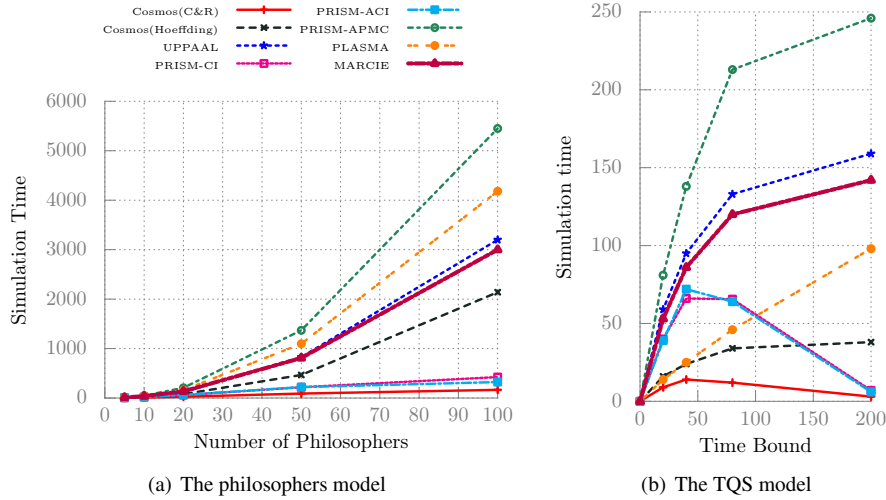 Cosmos(C&R)
Cosmos(Hoeffding)
UPPAAL
PRISM-CI
PRISM-ACI
PRISM-APMC
PLASMA
MARCIE
6000
5000
4000
3000
2000
1000
0
Simulation Time
0 10 20 30 40 50 60 70 80 90 100
Number of Philosophers
(a) The philosophers model
250
200
150
100
50
0
Simulation time
0 50 100 150 200
Time Bound
(b) The TQS model